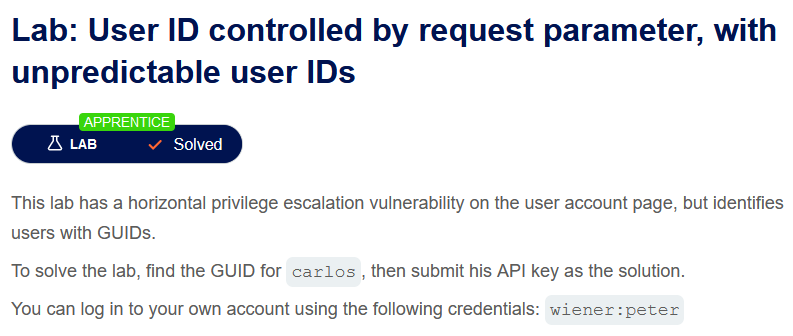 Lab: User ID controlled by request parameter, with
unpredictable user IDs
APPRENTICE
LAB Solved
This lab has a horizontal privilege escalation vulnerability on the user account page, but identifies
users with GUIDs.
To solve the lab, find the GUID for carlos, then submit his API key as the solution.
You can log in to your own account using the following credentials: wiener:peter